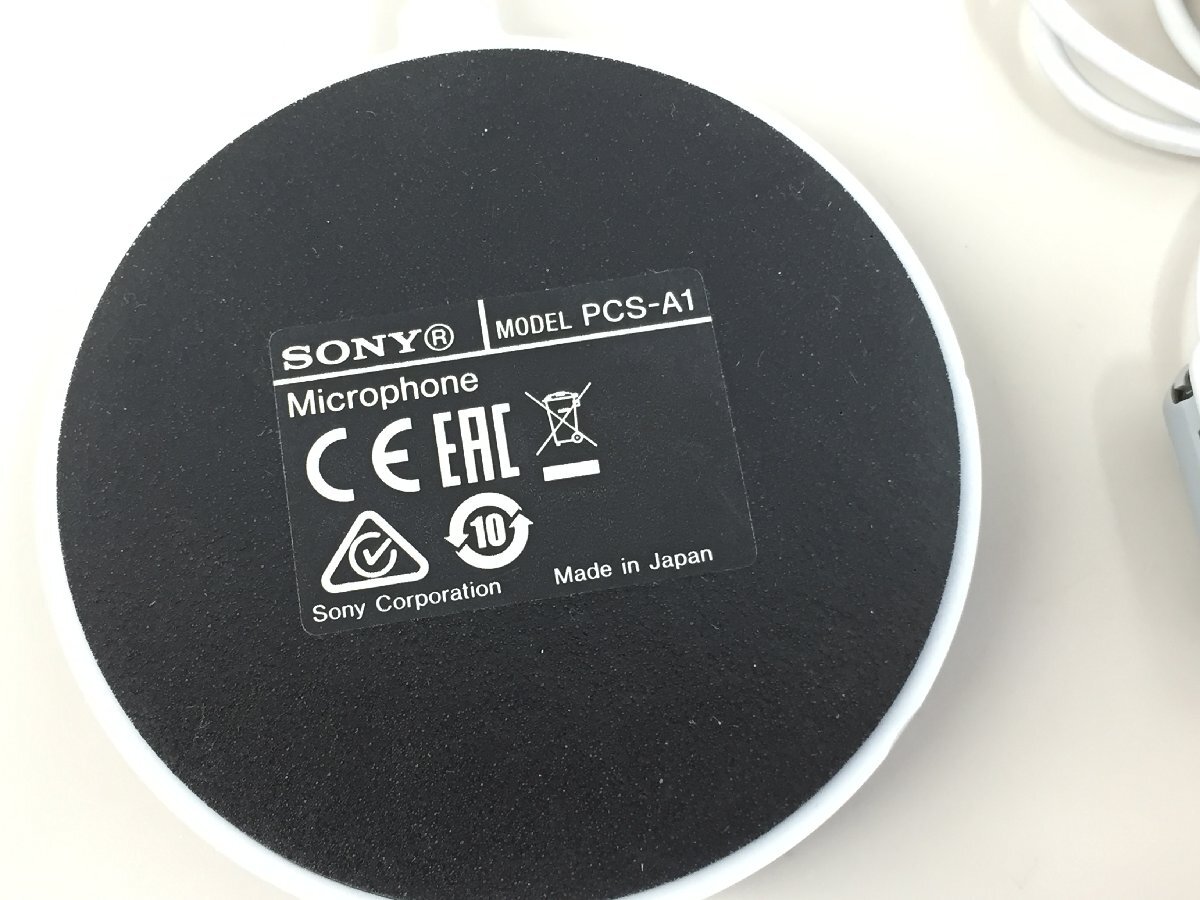 SONY® MODEL PCS-A1
Microphone
CE EAC
10
Sony Corporation Made in Japan